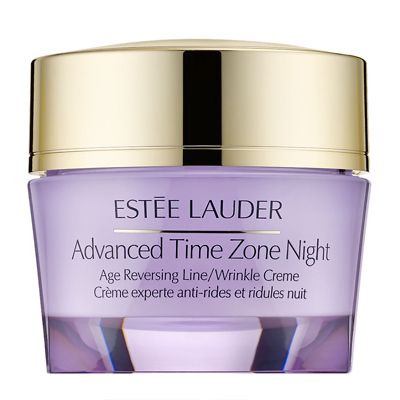 ESTĒE LAUDER
Advanced Time Zone Night
Age Reversing Line/Wrinkle Creme
Crème experte anti-rides et ridules nuit